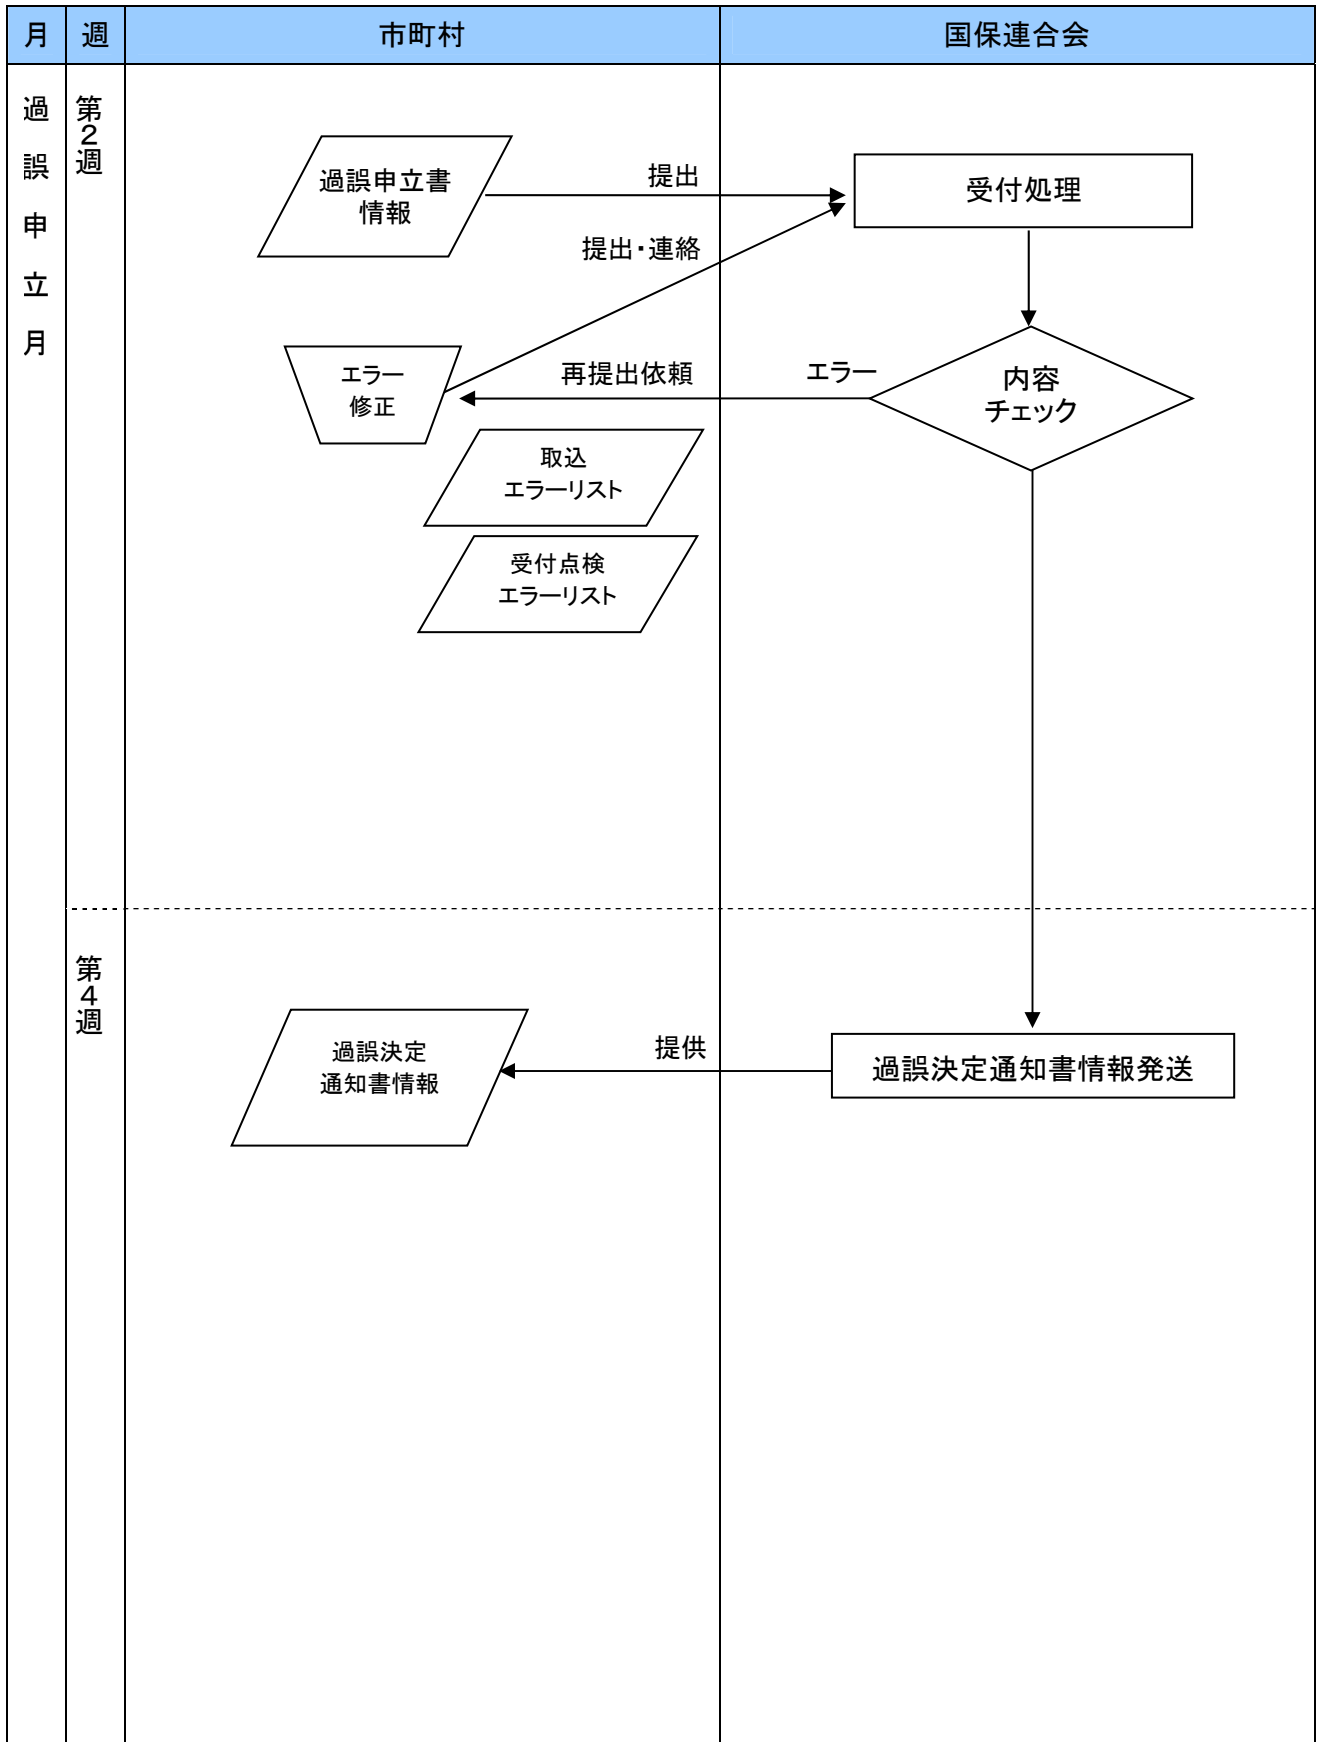 月 週 市町村 国保連合会
過誤申立月
第2週
過誤申立書
情報
提出
受付処理
提出・連絡
エラー
修正
再提出依頼
エラー
内容
チェック
取込
エラーリスト
受付点検
エラーリスト
第4週
過誤決定
通知書情報
提供
過誤決定通知書情報発送